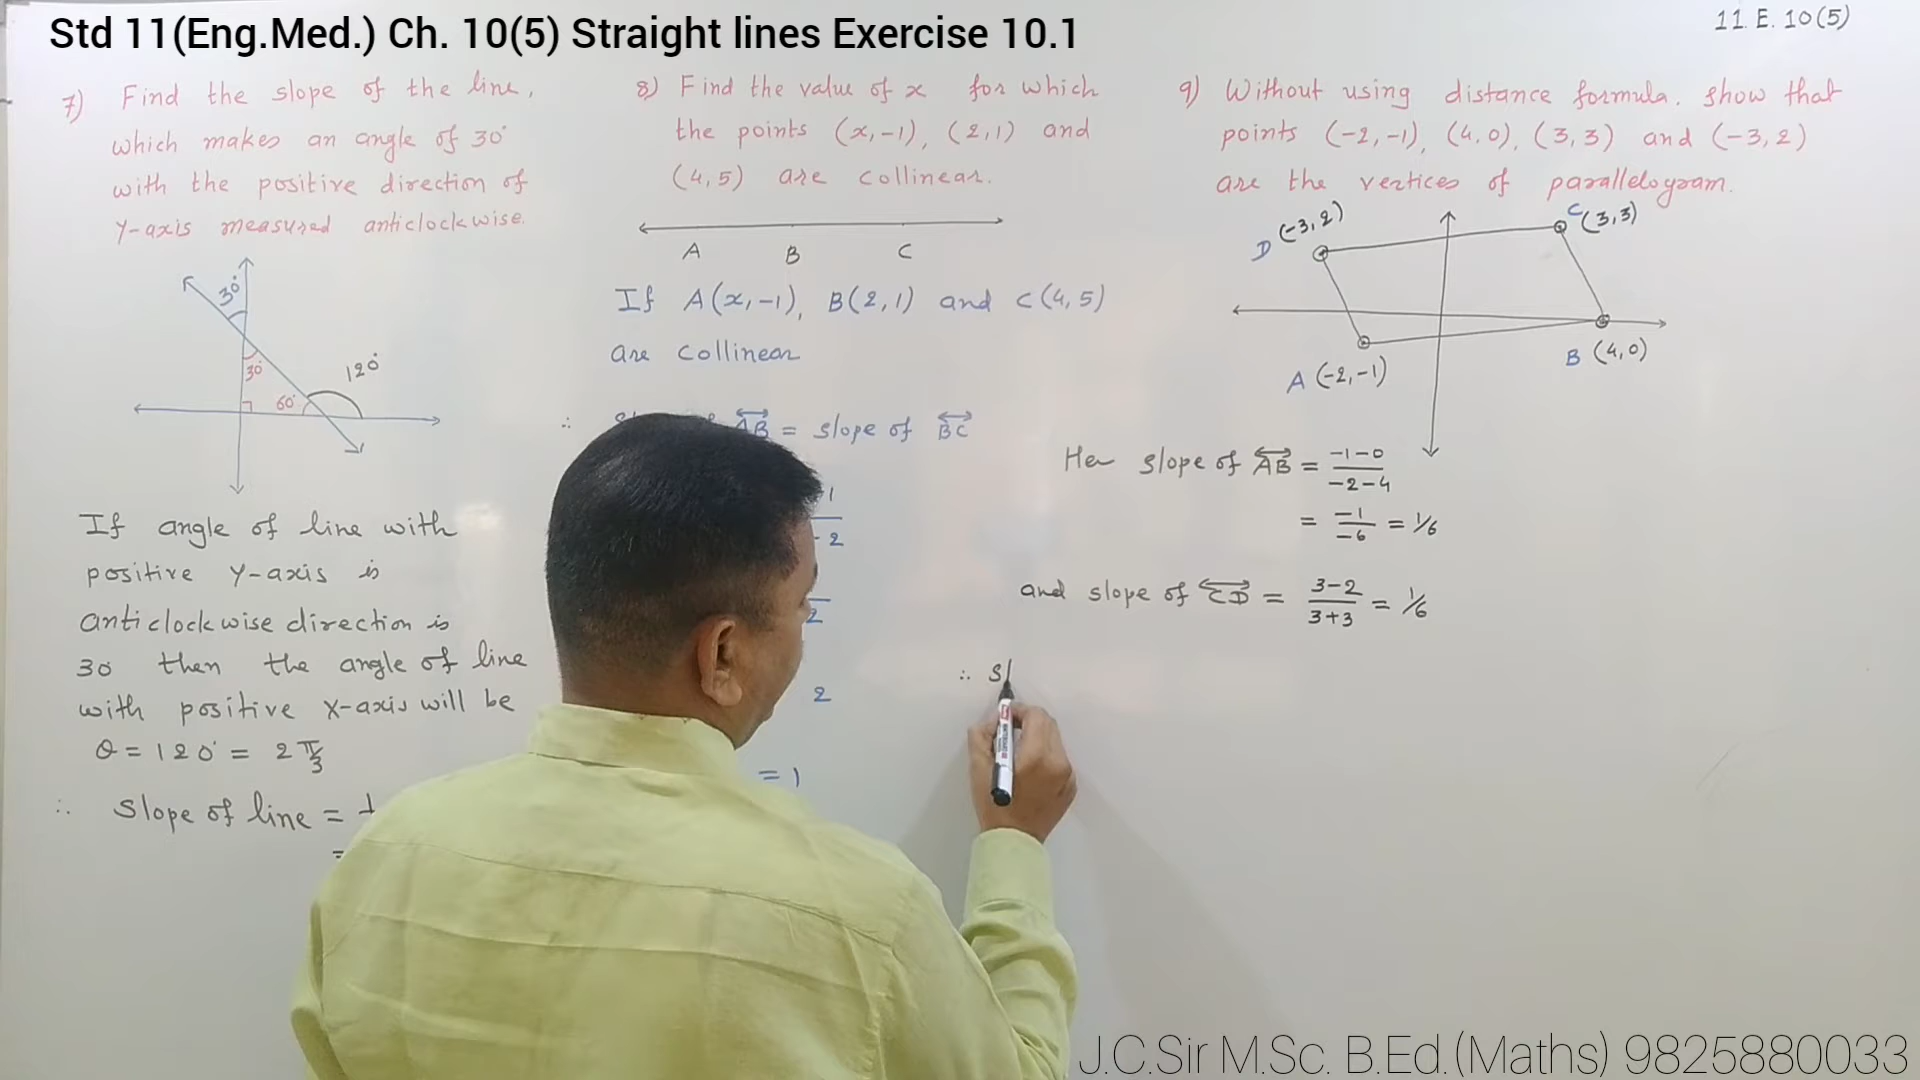 Std 11(Eng.Med.) Ch. 10(5) Straight lines Exercise 10.1
11. E. 10(5)
7) Find the slope of the line,
which makes an angle of 30°
with the positive direction of
Y-axis measured anticlockwise.
30°
30°
60°
120°
If angle of line with
positive Y-axis is
anticlockwise direction is
30 then the angle of line
with positive X-axis will be
θ = 120° = 2π/3
∴ Slope of line =
=
8) Find the value of x for which
the points (x,-1), (2,1) and
(4,5) are collinear.
A B C
If A(x,-1), B(2,1) and C(4,5)
are collinear
∴ AB = slope of BC
1
2
2
2
= 1
9) Without using distance formula. show that
points (-2,-1), (4,0), (3,3) and (-3,2)
are the vertices of parallelogram.
D (-3,2)
C (3,3)
A (-2,-1)
B (4,0)
Her slope of AB = -1-0/-2-4
= -1/-6 = 1/6
and slope of CD = 3-2/3+3 = 1/6
∴ Sl
J.C.Sir M.Sc. B.Ed.(Maths) 9825880033